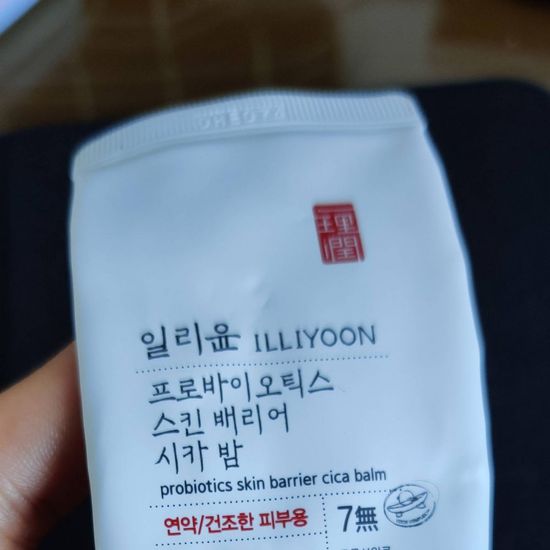 일리윤 ILLIYOON
프로바이오틱스
스킨 배리어
시카 밤
probiotics skin barrier cica balm
연약/건조한 피부용
7無